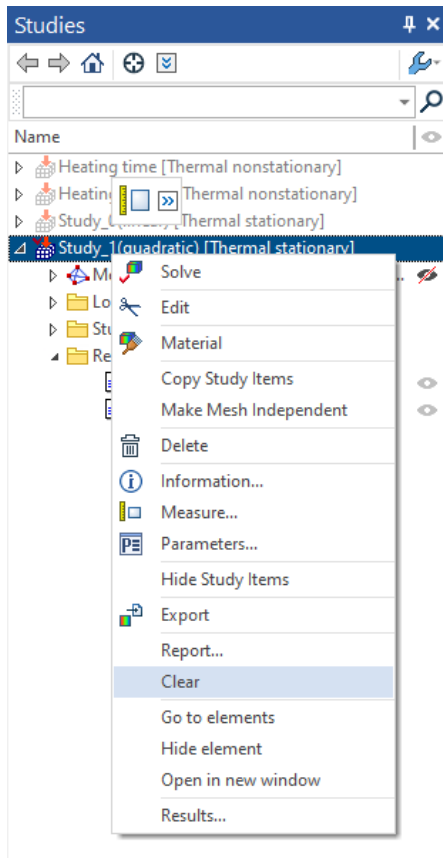 Studies
Name
Heating time [Thermal nonstationary]
Heating Thermal nonstationary]
Study_ [Thermal stationary]
Study_1(quadratic) [Thermal stationary]
Solve
Edit
Material
Copy Study Items
Make Mesh Independent
Delete
Information...
Measure...
Parameters...
Hide Study Items
Export
Report...
Clear
Go to elements
Hide element
Open in new window
Results...